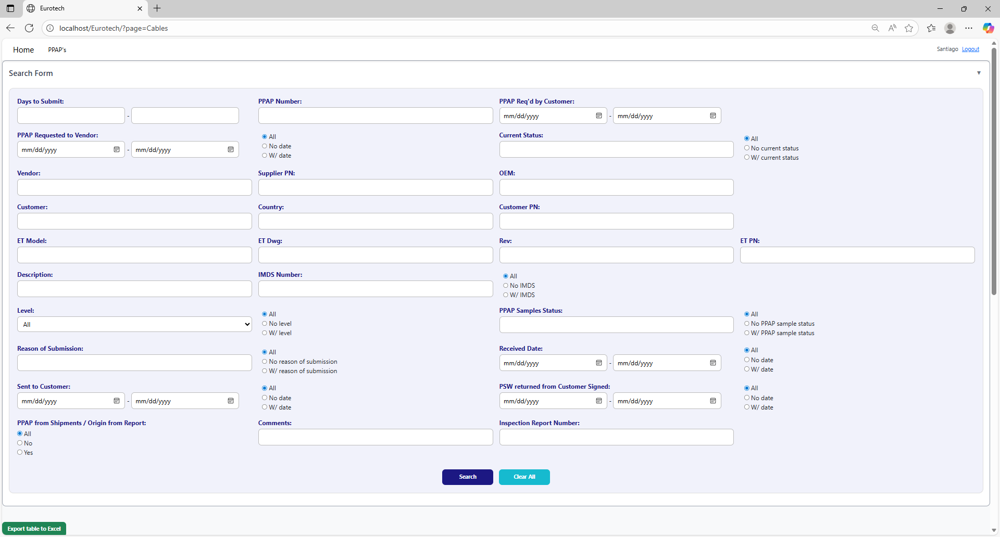 Eurotech
localhost/Eurotech/?page=Cables
Home PPAP's Santiago Logout
Search Form
Days to Submit: PPAP Number: PPAP Req'd by Customer:
- mm/dd/yyyy - mm/dd/yyyy
PPAP Requested to Vendor: Current Status:
mm/dd/yyyy - mm/dd/yyyy
All
No date
W/ date
All
No current status
W/ current status
Vendor: Supplier PN: OEM:
Customer: Country: Customer PN:
ET Model: ET Dwg: Rev: ET PN:
Description: IMDS Number:
All
No IMDS
W/ IMDS
Level: PPAP Samples Status:
All
All
No level
W/ level
All
No PPAP sample status
W/ PPAP sample status
Reason of Submission: Received Date:
All
No reason of submission
W/ reason of submission
mm/dd/yyyy - mm/dd/yyyy
All
No date
W/ date
Sent to Customer: PSW returned from Customer Signed:
mm/dd/yyyy - mm/dd/yyyy
All
No date
W/ date
mm/dd/yyyy - mm/dd/yyyy
All
No date
W/ date
PPAP from Shipments / Origin from Report: Comments: Inspection Report Number:
All
No
Yes
Search Clear All
Export table to Excel